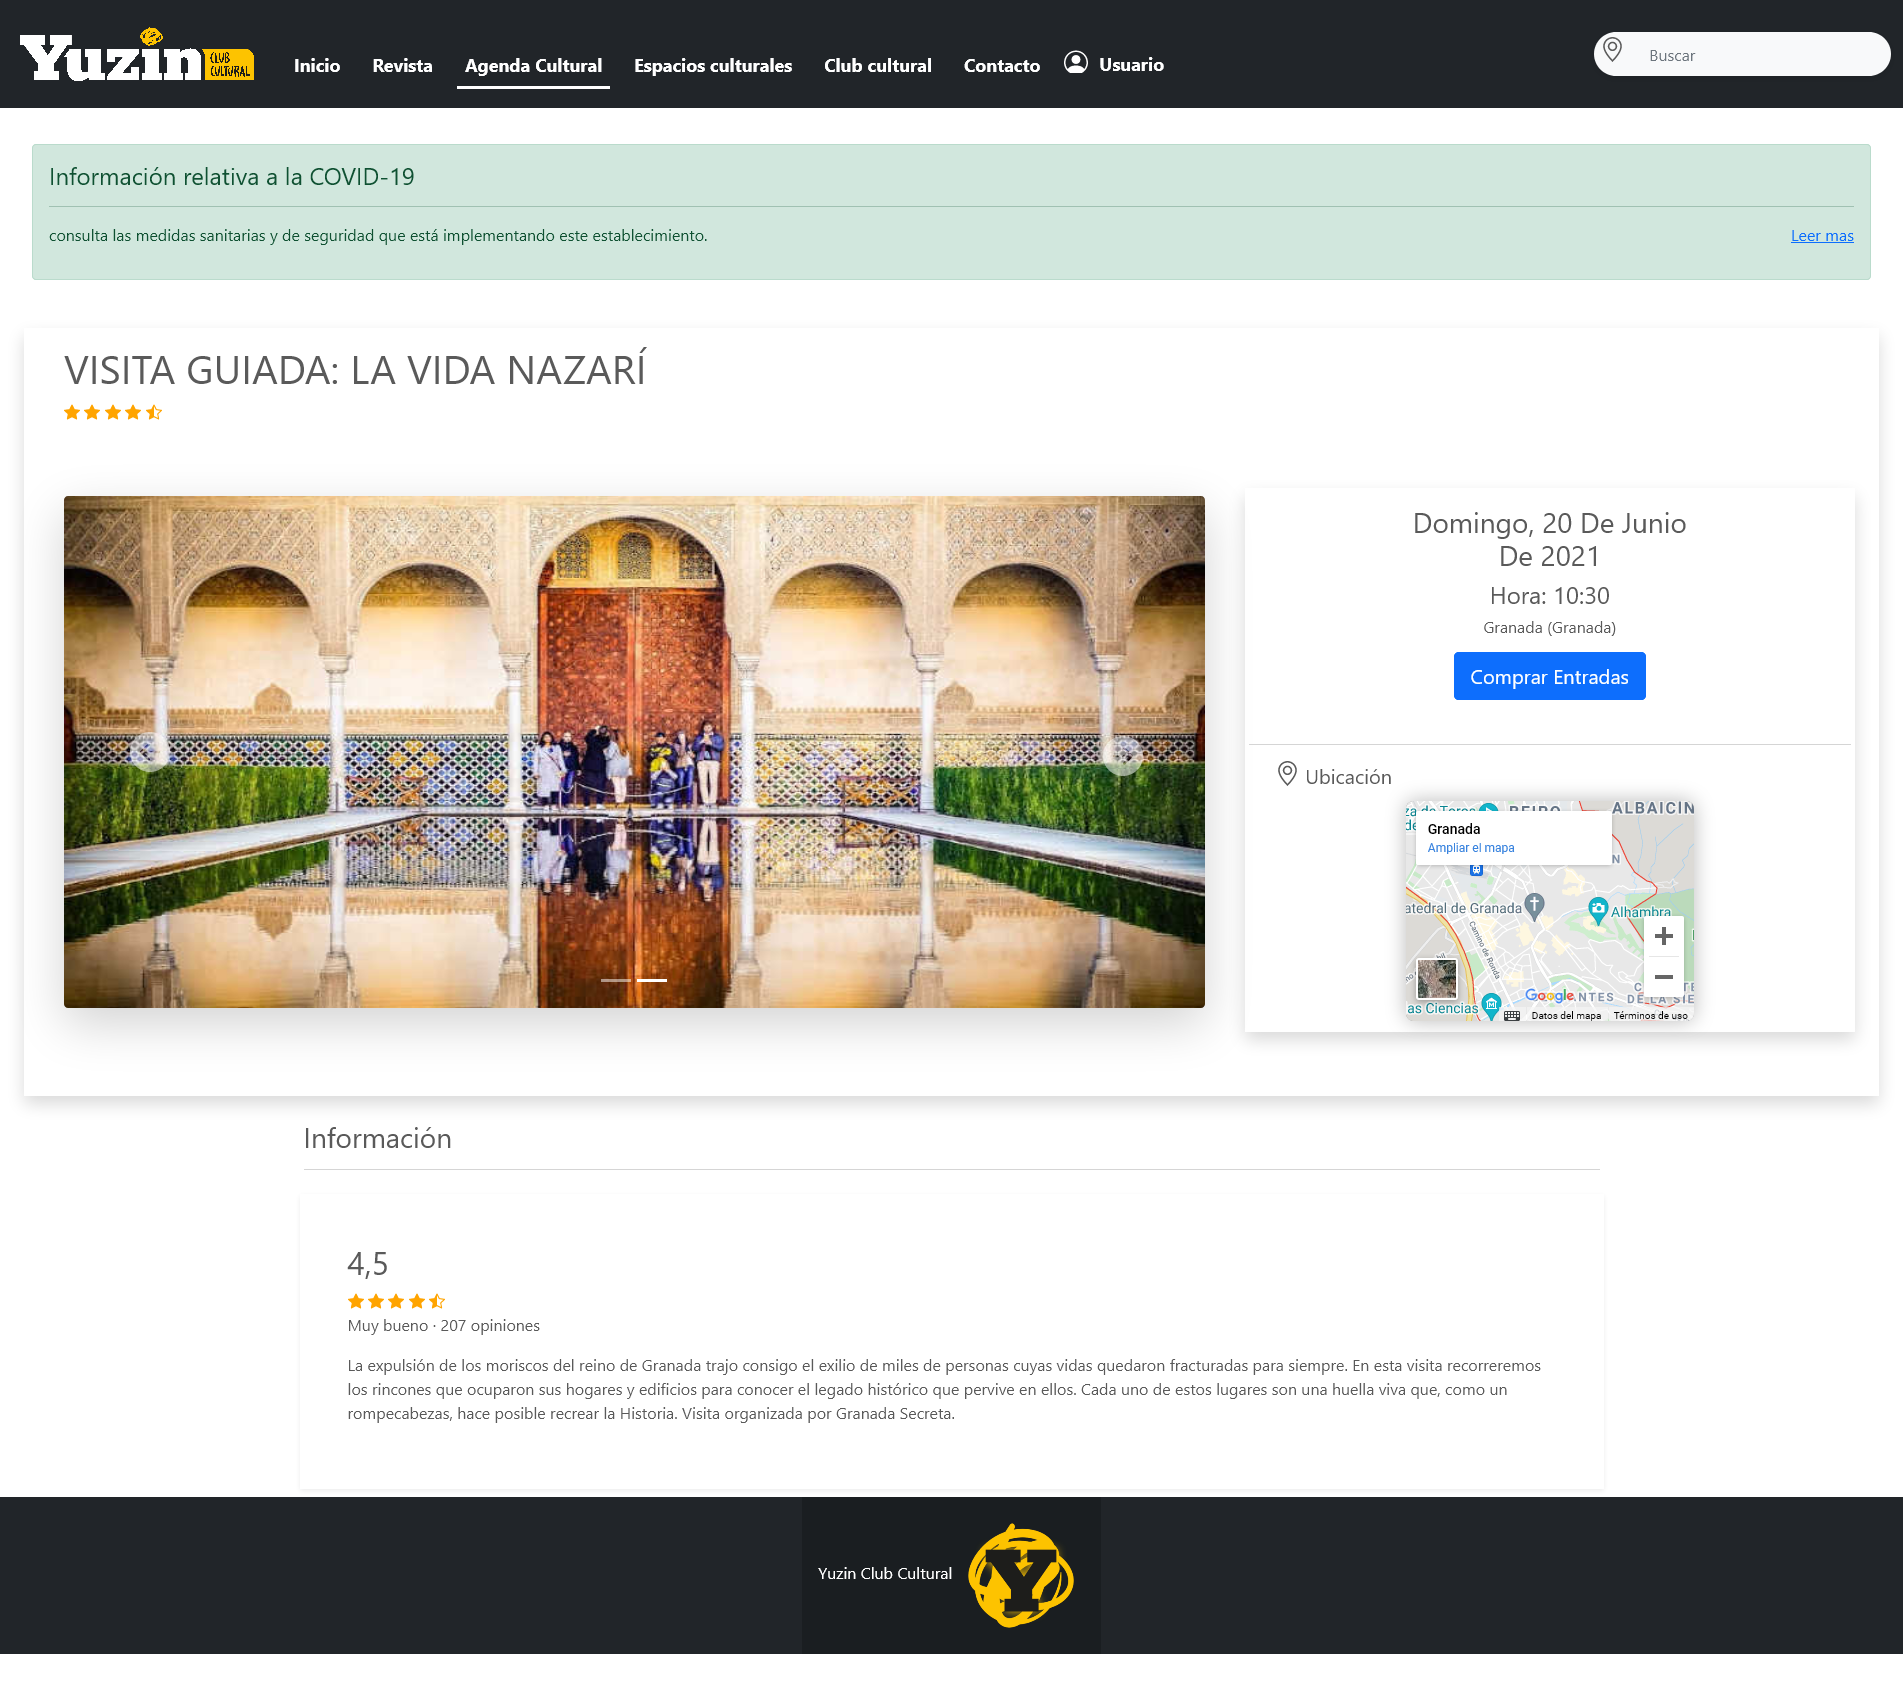 Yuzin CLUB CULTURAL
Inicio Revista Agenda Cultural Espacios culturales Club cultural Contacto Usuario Buscar
Información relativa a la COVID-19
consulta las medidas sanitarias y de seguridad que está implementando este establecimiento. Leer mas
VISITA GUIADA: LA VIDA NAZARÍ
Domingo, 20 De Junio
De 2021
Hora: 10:30
Granada (Granada)
Comprar Entradas
Ubicación
ALBAICIN
Granada
Ampliar el mapa
atedral de Granada
Alhambra
Camino de Ronda
Google
as Ciencias
Datos del mapa Términos de uso
Información
4,5
Muy bueno · 207 opiniones
La expulsión de los moriscos del reino de Granada trajo consigo el exilio de miles de personas cuyas vidas quedaron fracturadas para siempre. En esta visita recorreremos
los rincones que ocuparon sus hogares y edificios para conocer el legado histórico que pervive en ellos. Cada uno de estos lugares son una huella viva que, como un
rompecabezas, hace posible recrear la Historia. Visita organizada por Granada Secreta.
Yuzin Club Cultural Y